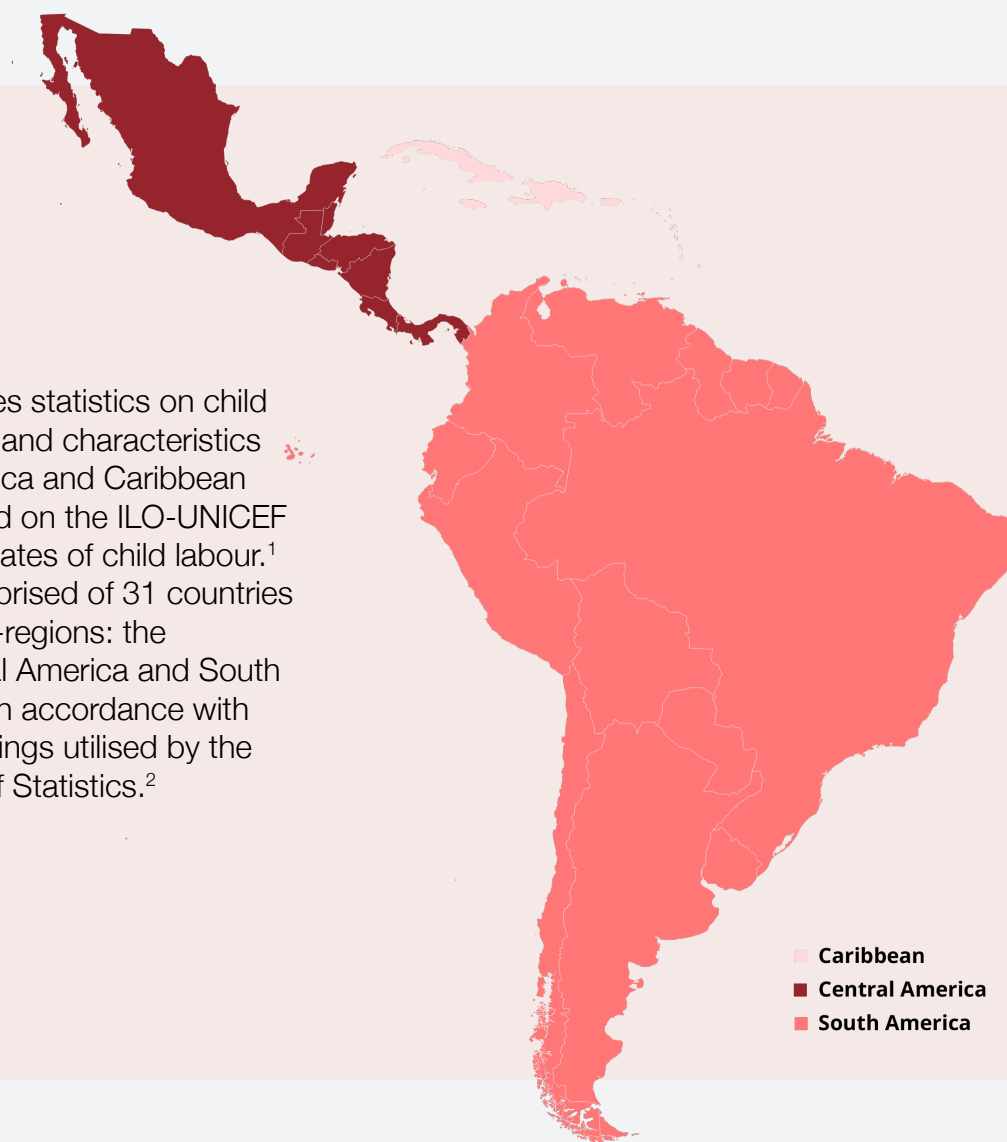 es statistics on child
and characteristics
ica and Caribbean
d on the ILO-UNICEF
ates of child labour.¹
prised of 31 countries
-regions: the
l America and South
n accordance with
ings utilised by the
f Statistics.²
Caribbean
Central America
South America